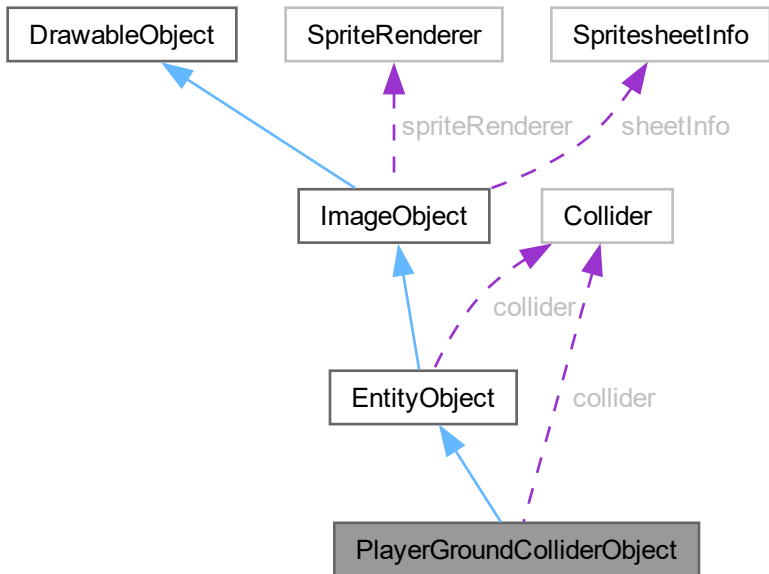 DrawableObject
SpriteRenderer
SpritesheetInfo
spriteRenderer
sheetInfo
ImageObject
Collider
collider
EntityObject
collider
PlayerGroundColliderObject